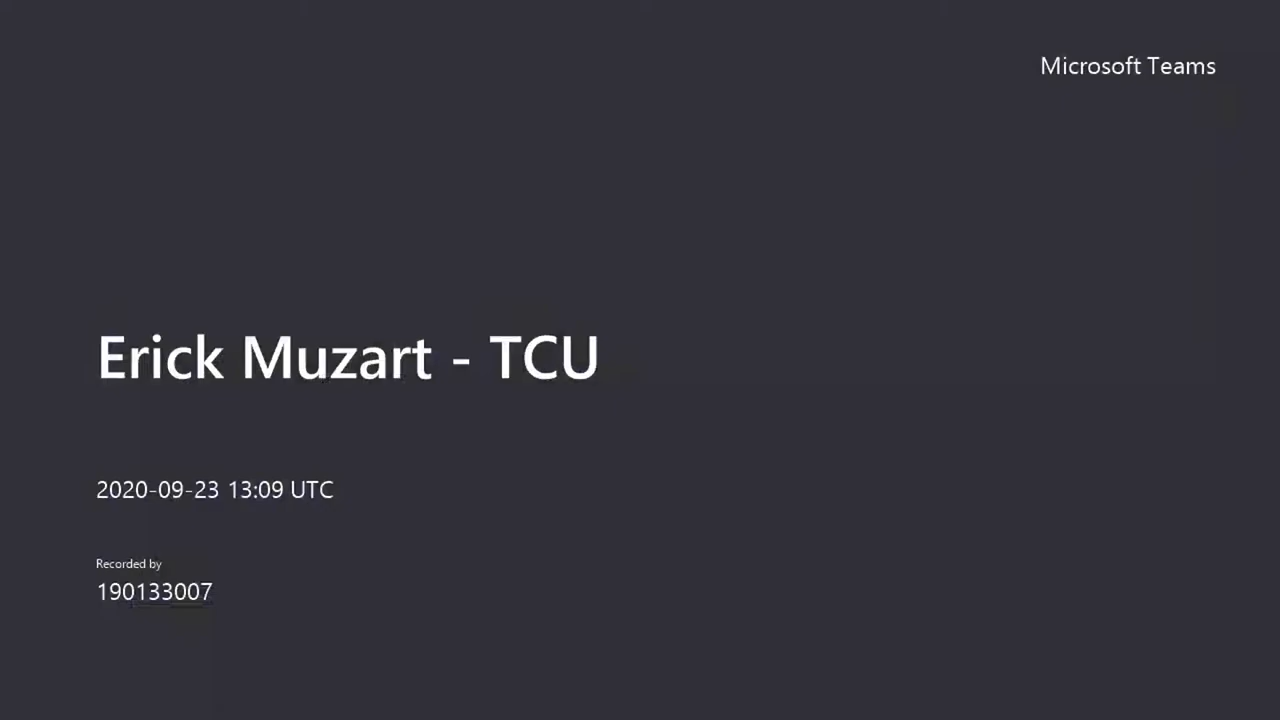 Microsoft Teams
Erick Muzart - TCU
2020-09-23 13:09 UTC
Recorded by
190133007